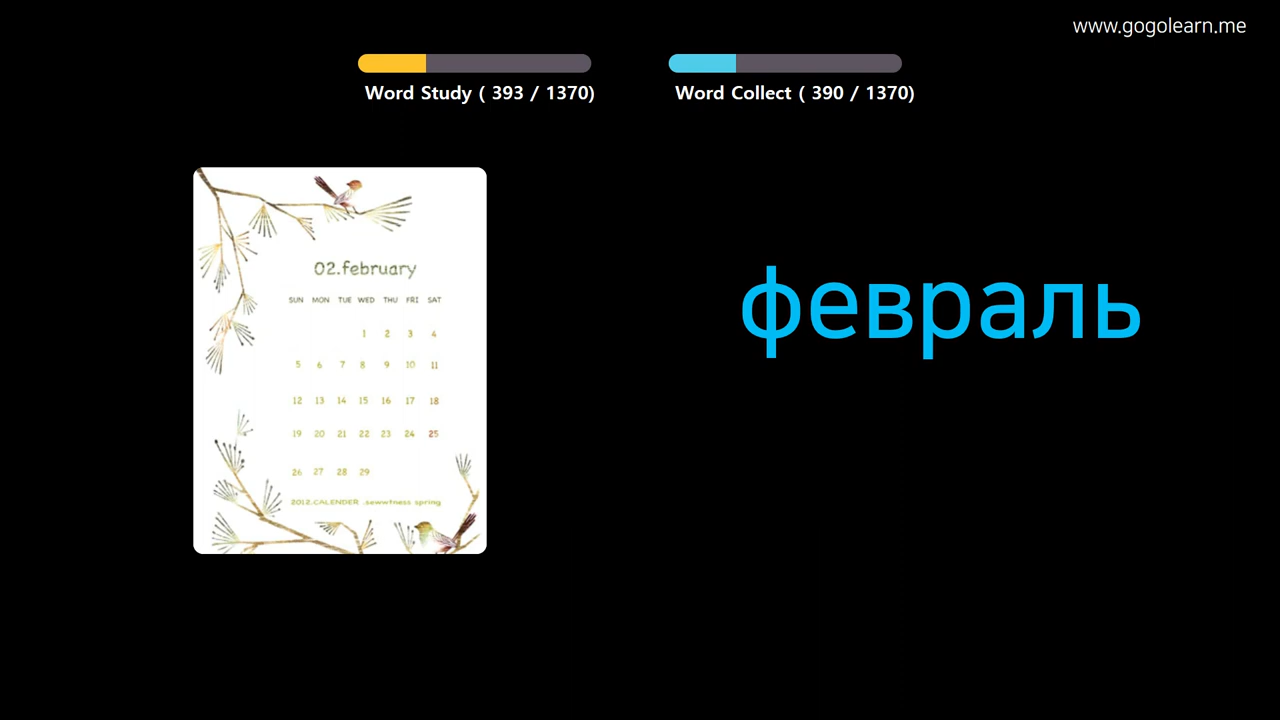 www.gogolearn.me
Word Study ( 393 / 1370)
Word Collect ( 390 / 1370)
02.february
SUN MON TUE WED THU FRI SAT
1 2 3 4
5 6 7 8 9 10 11
12 13 14 15 16 17 18
19 20 21 22 23 24 25
26 27 28 29
2012.CALENDER .sewwtness spring
февраль